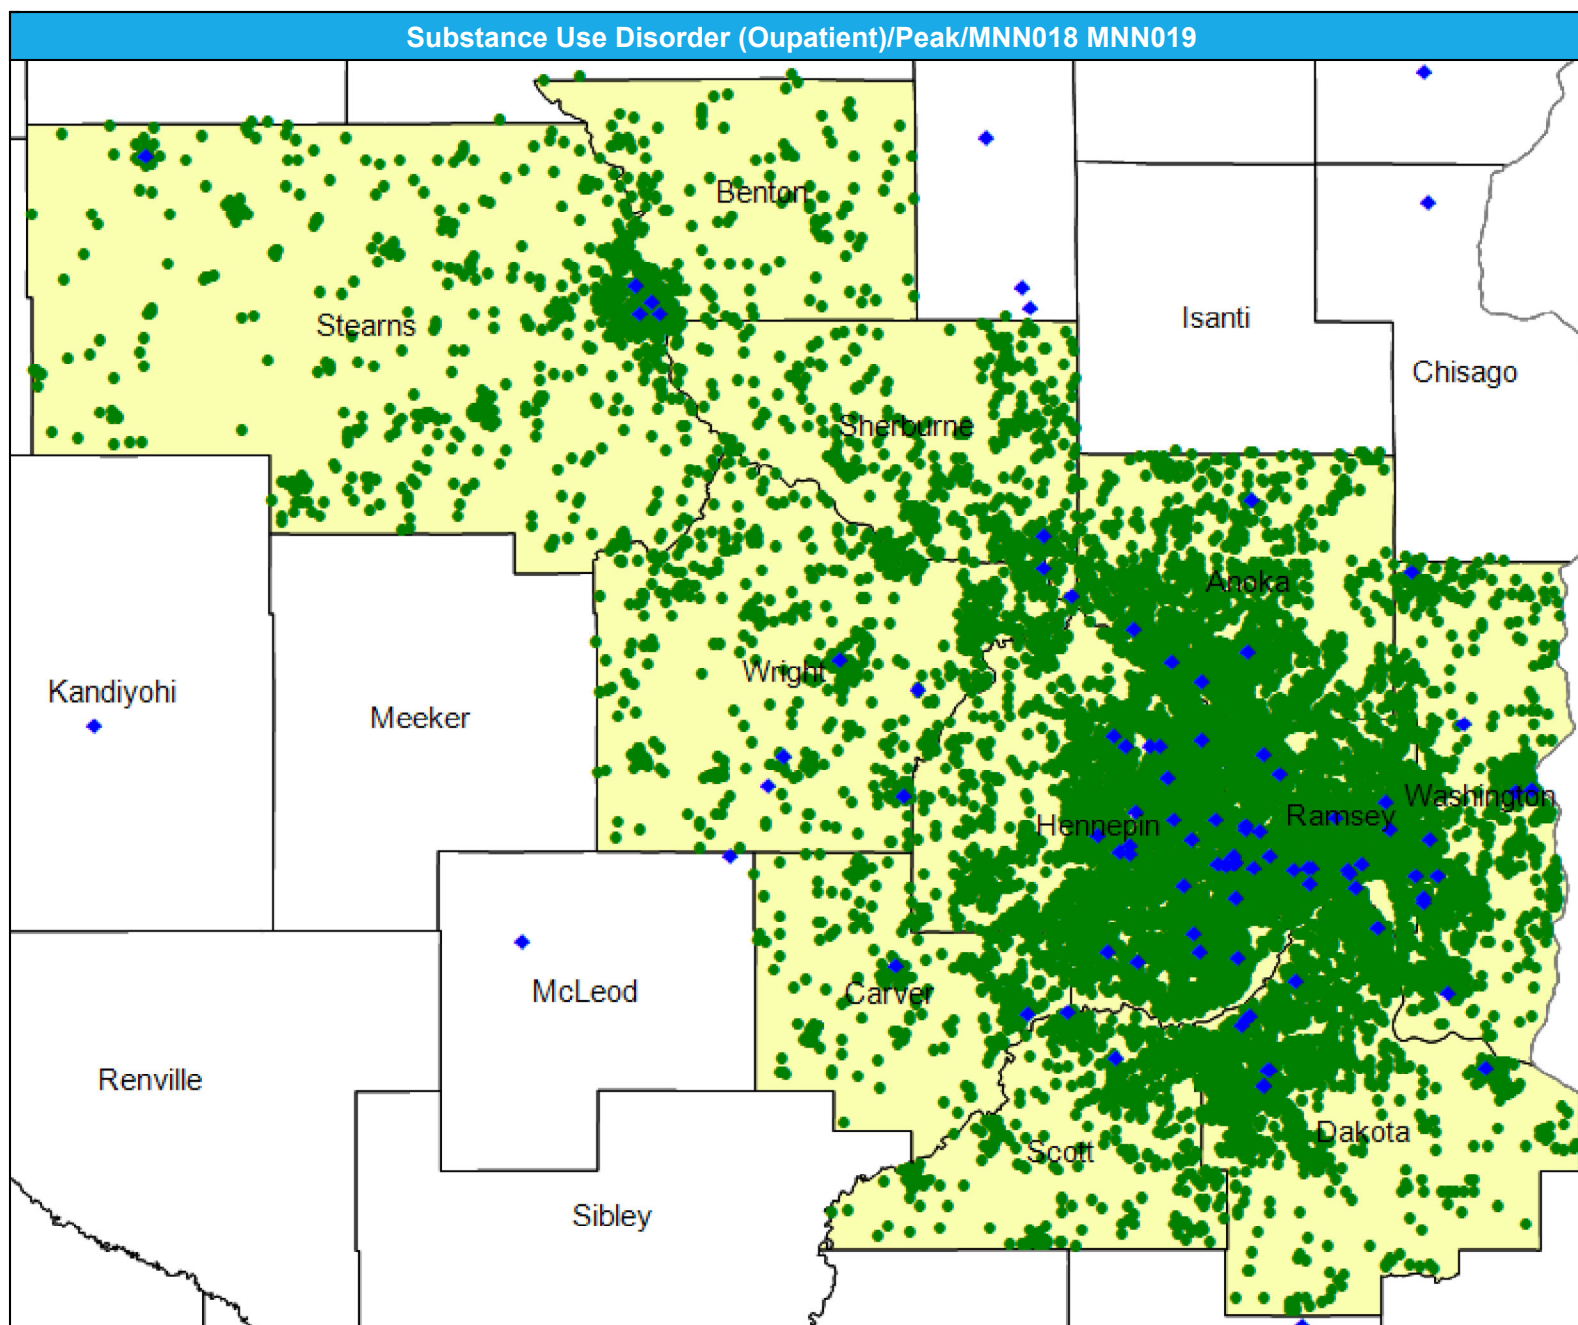 Substance Use Disorder (Oupatient)/Peak/MNN018 MNN019
Benton
Stearns
Isanti
Chisago
Sherburne
Anoka
Wright
Kandiyohi
Meeker
Washington
Ramsey
Hennepin
McLeod
Carver
Renville
Dakota
Scott
Sibley